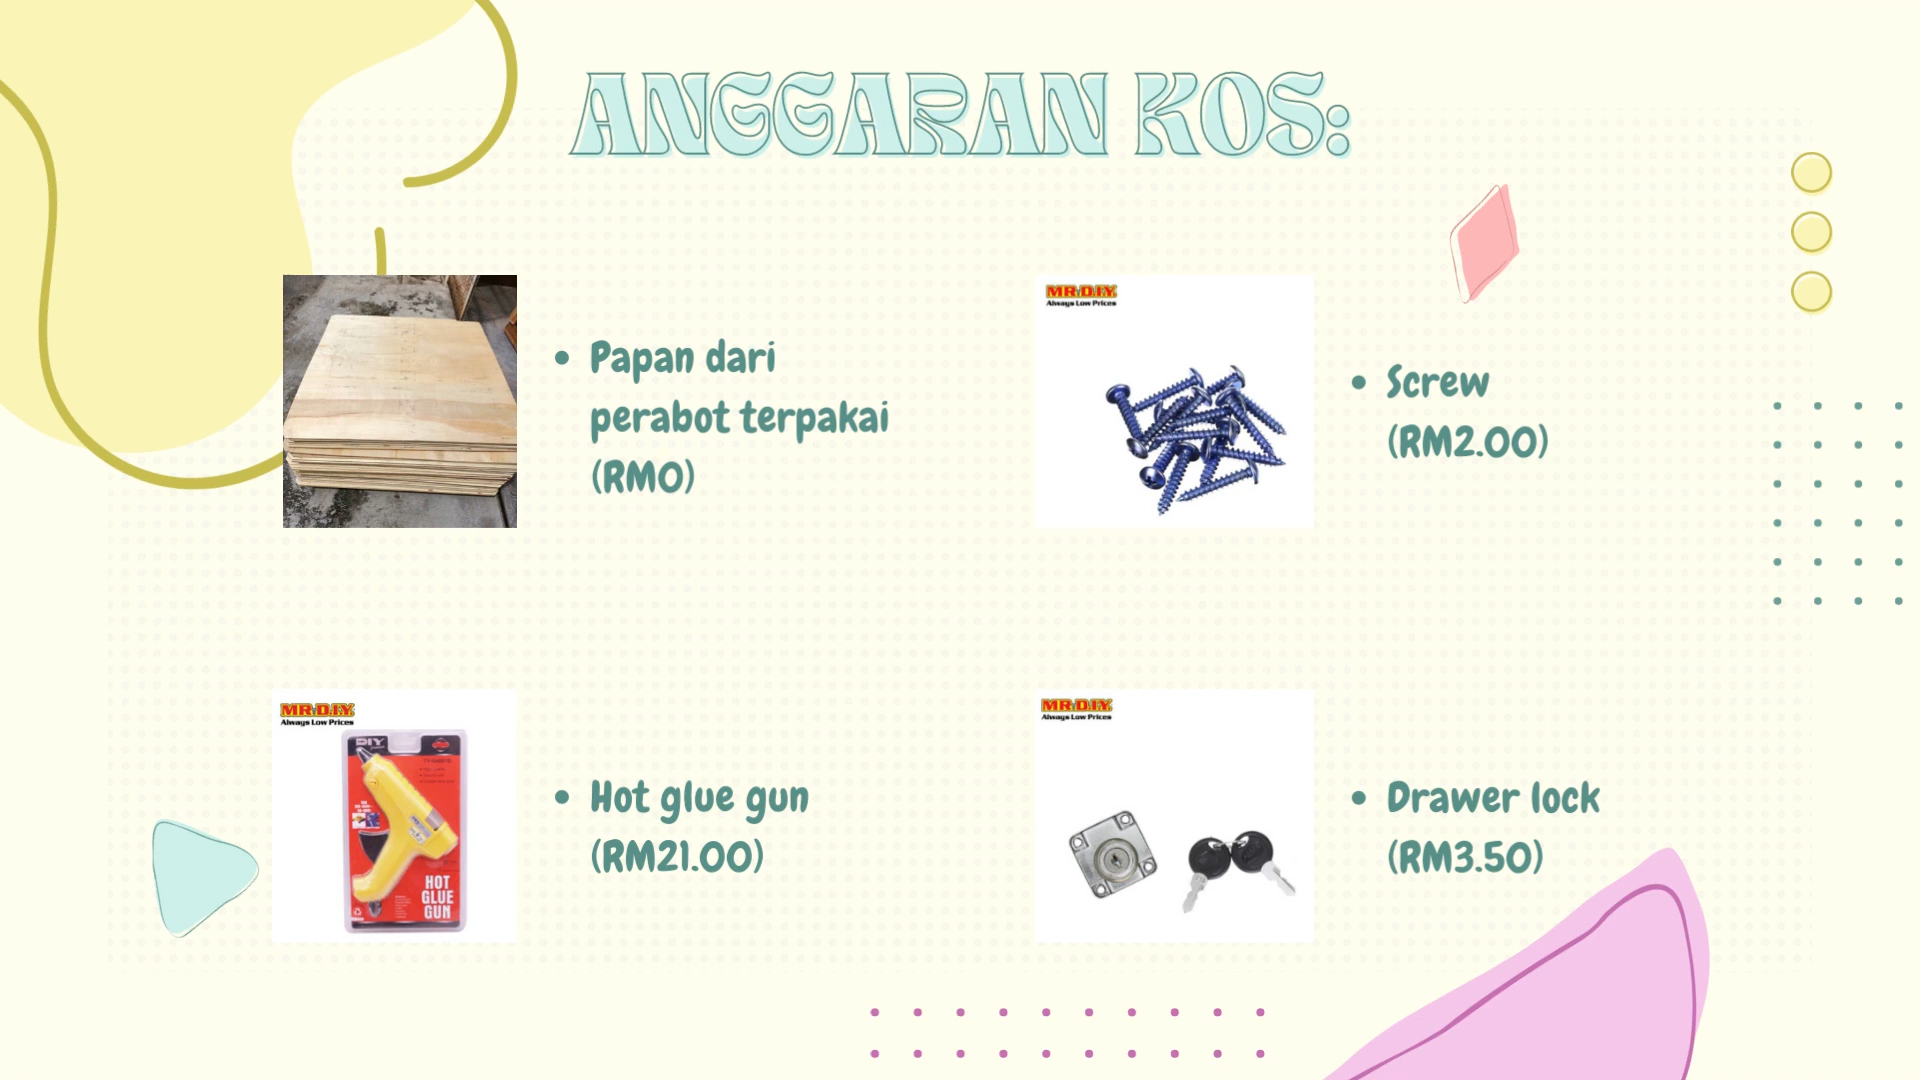 ANGGARAN KOS:
• Papan dari
perabot terpakai
(RM0)
MR D.I.Y.
Always Low Prices
• Screw
(RM2.00)
MR D.I.Y.
Always Low Prices
DIY
HOT
GLUE
GUN
• Hot glue gun
(RM21.00)
MR D.I.Y.
Always Low Prices
• Drawer lock
(RM3.50)